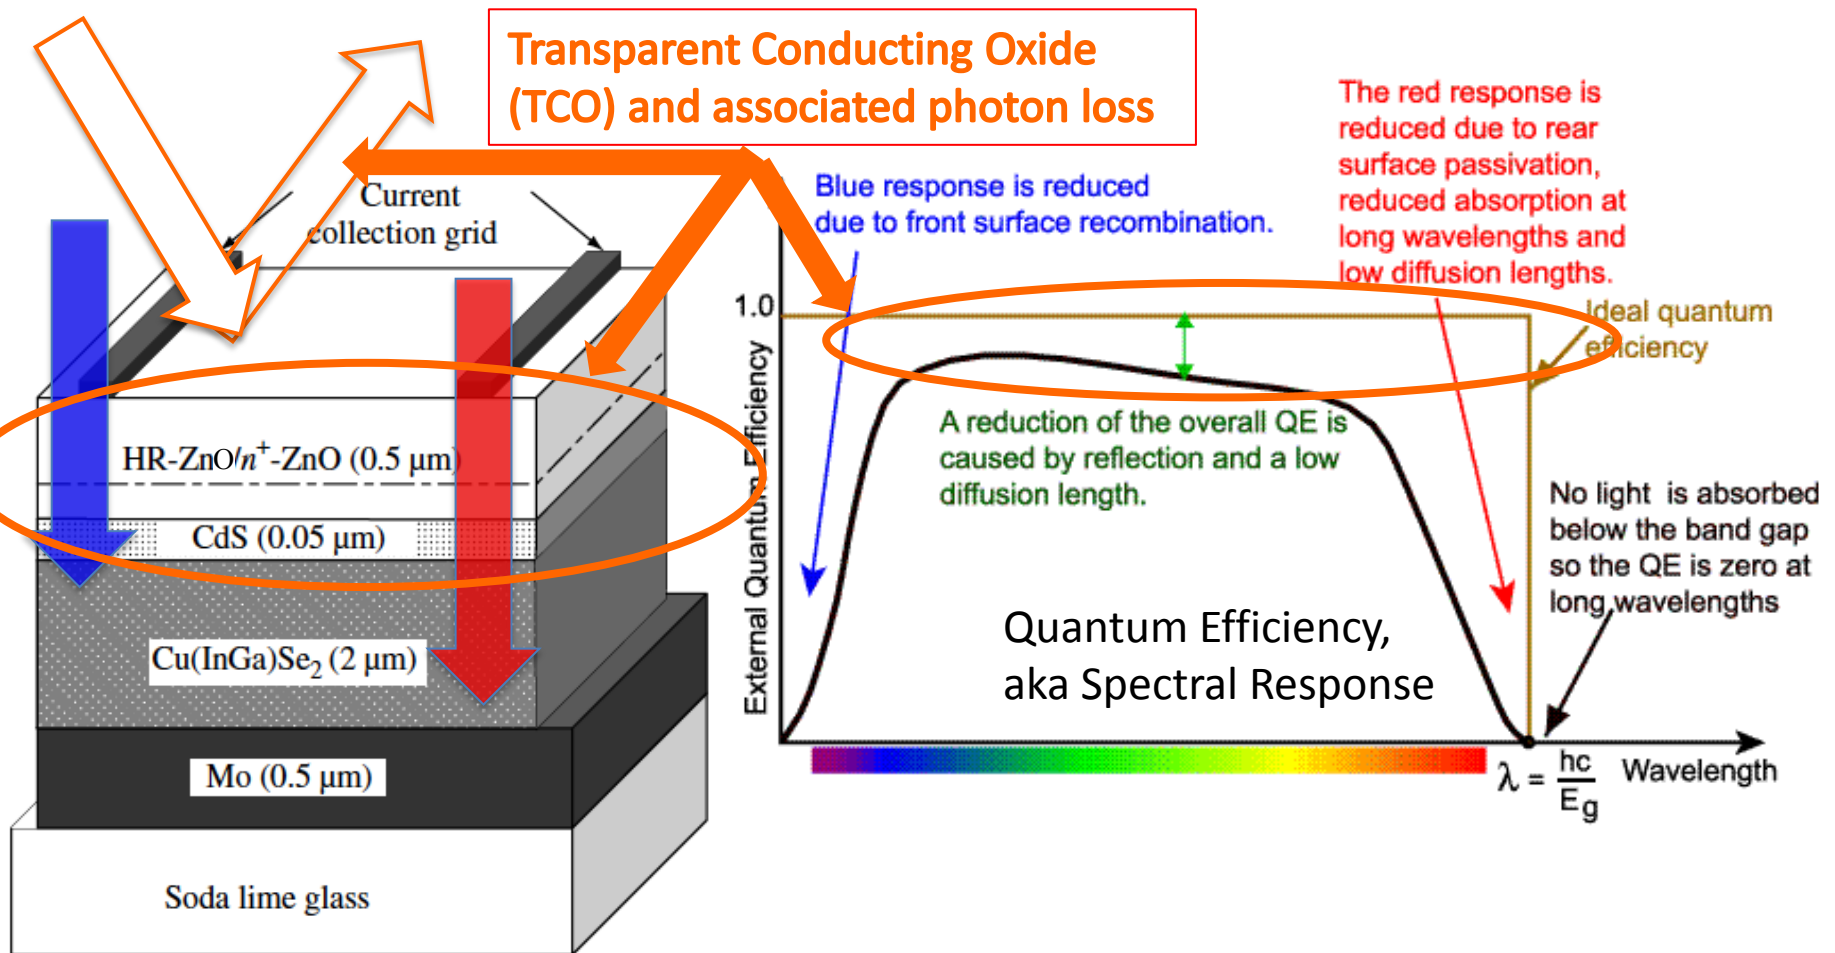 Transparent Conducting Oxide
(TCO) and associated photon loss
Current
collection grid
HR-ZnO/n⁺-ZnO (0.5 μm)
CdS (0.05 μm)
Cu(InGa)Se₂ (2 μm)
Mo (0.5 μm)
Soda lime glass
Blue response is reduced
due to front surface recombination.
The red response is
reduced due to rear
surface passivation,
reduced absorption at
long wavelengths and
low diffusion lengths.
1.0
Ideal quantum
efficiency
External Quantum Efficiency
A reduction of the overall QE is
caused by reflection and a low
diffusion length.
No light is absorbed
below the band gap
so the QE is zero at
long wavelengths
Quantum Efficiency,
aka Spectral Response
λ = hc/Eg
Wavelength